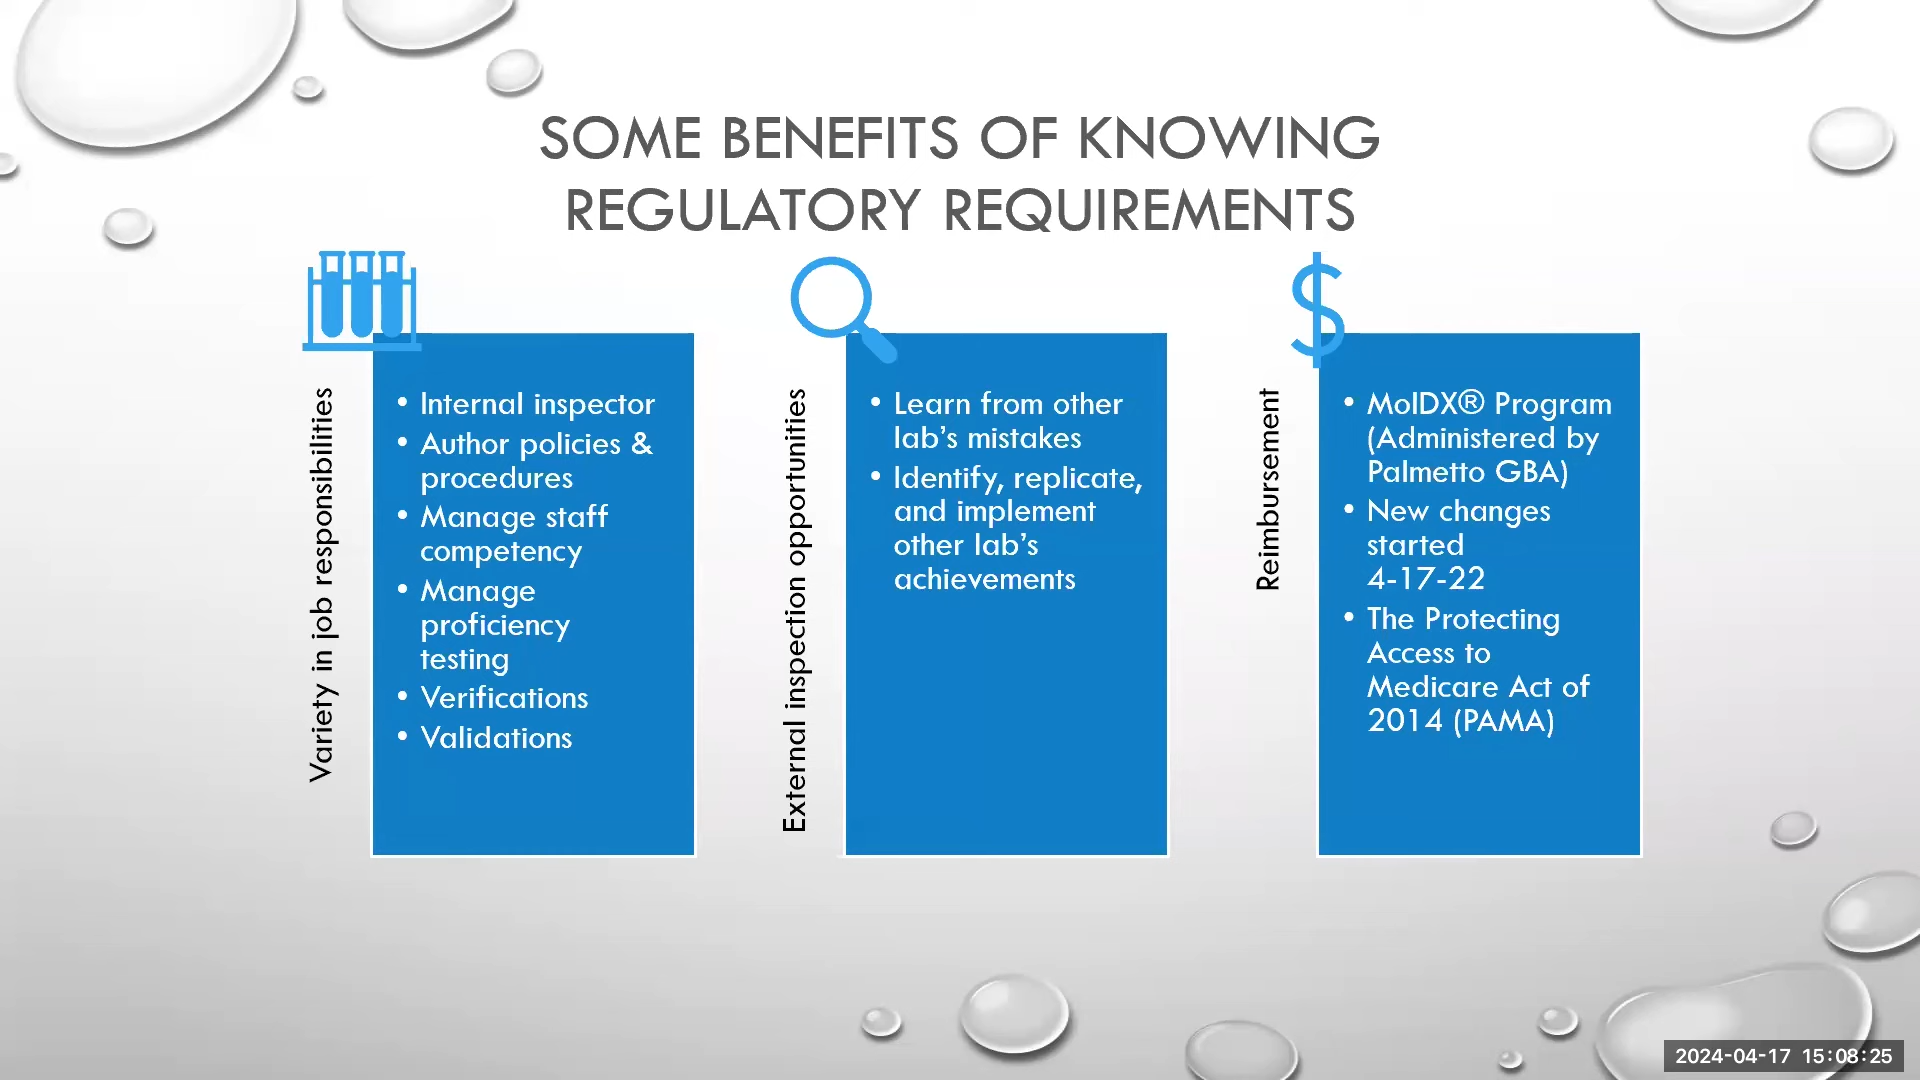 SOME BENEFITS OF KNOWING
REGULATORY REQUIREMENTS
Variety in job responsibilities
• Internal inspector
• Author policies &
procedures
• Manage staff
competency
• Manage
proficiency
testing
• Verifications
• Validations
External inspection opportunities
• Learn from other
lab’s mistakes
• Identify, replicate,
and implement
other lab’s
achievements
$
Reimbursement
• MolDX® Program
(Administered by
Palmetto GBA)
• New changes
started
4-17-22
• The Protecting
Access to
Medicare Act of
2014 (PAMA)
2024-04-17 15:08:25